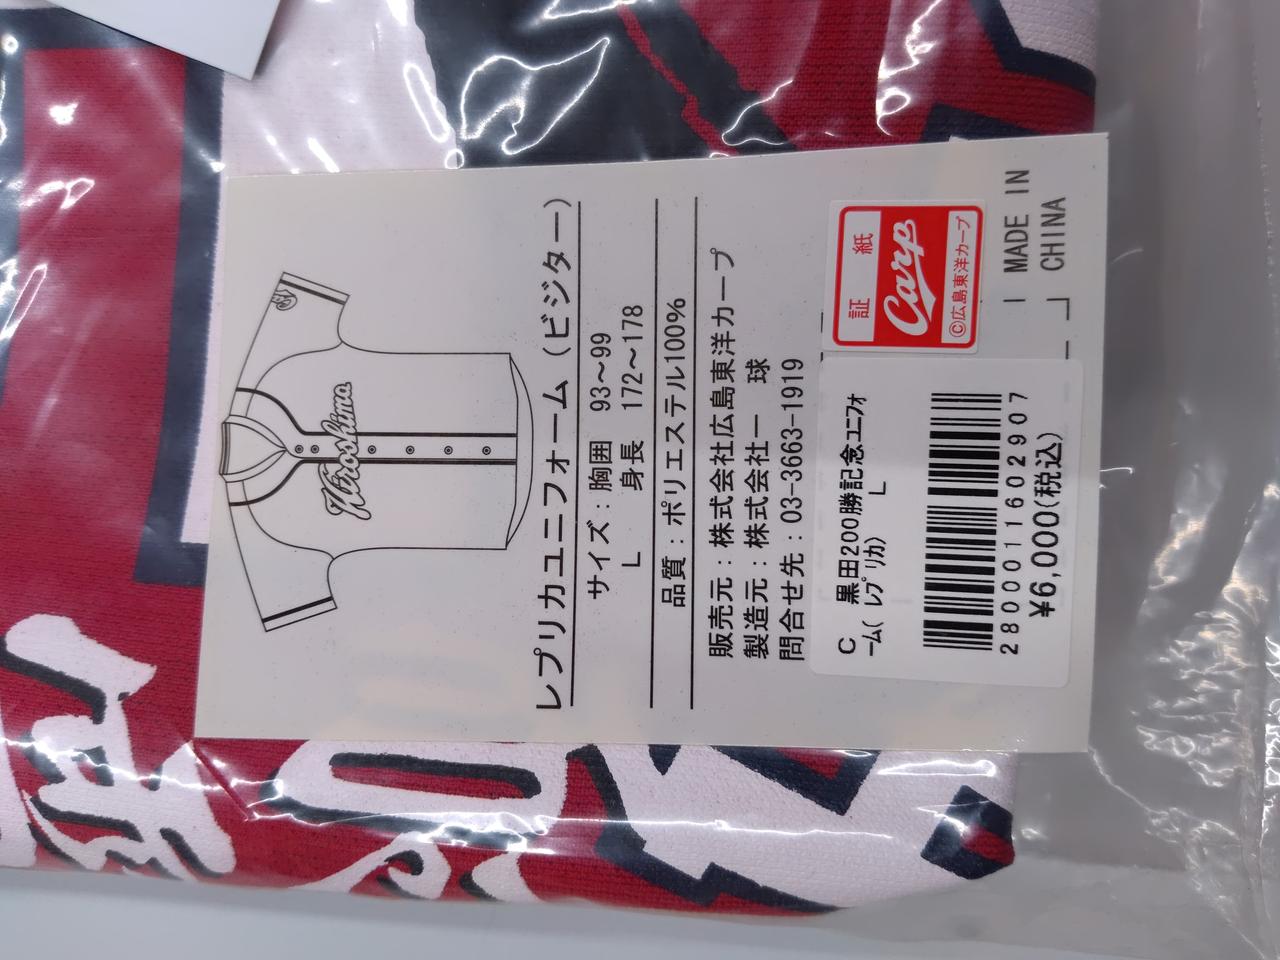 Hiroshima
レプリカユニフォーム（ビジター）
サイズ：胸囲 93～99
L 身長 172～178
品質：ポリエステル100%
販売元：株式会社広島東洋カープ
製造元：株式会社一球
問合せ先：03-3663-1919
証紙
Carp
©広島東洋カープ
MADE IN
CHINA
C 黒田200勝記念ユニフォ
ーム(レプリカ) L
2800011602907
¥6,000(税込)